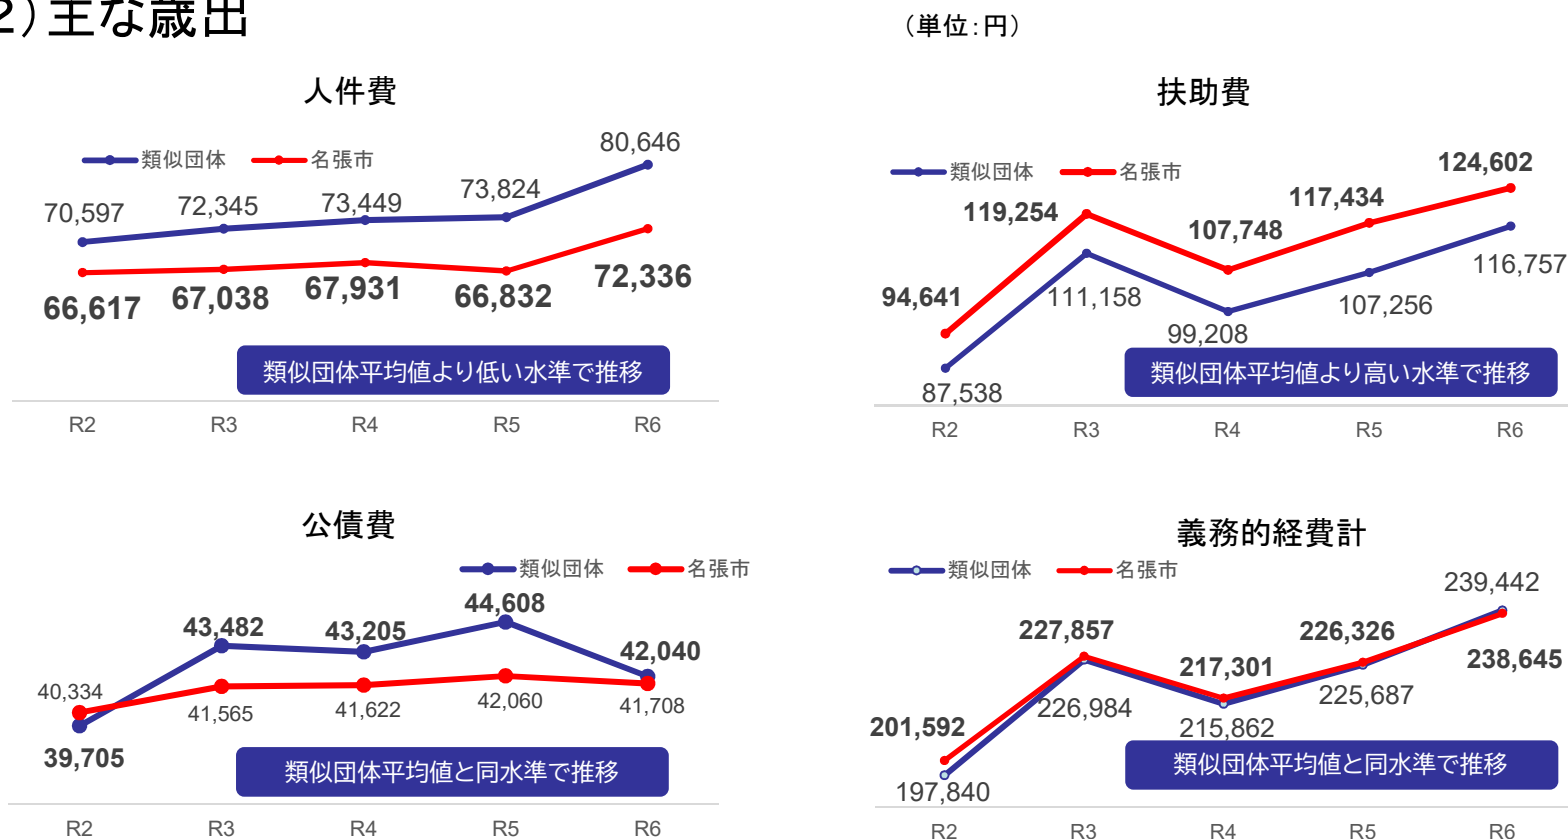 2）主な歳出
（単位：円）
人件費
類似団体 名張市
70,597 72,345 73,449 73,824 80,646
66,617 67,038 67,931 66,832 72,336
類似団体平均値より低い水準で推移
R2 R3 R4 R5 R6
扶助費
類似団体 名張市
94,641 119,254 107,748 117,434 124,602
87,538 111,158 99,208 107,256 116,757
類似団体平均値より高い水準で推移
R2 R3 R4 R5 R6
公債費
類似団体 名張市
39,705 43,482 43,205 44,608 42,040
40,334 41,565 41,622 42,060 41,708
類似団体平均値と同水準で推移
R2 R3 R4 R5 R6
義務的経費計
類似団体 名張市
201,592 227,857 217,301 226,326 238,645
197,840 226,984 215,862 225,687 239,442
類似団体平均値と同水準で推移
R2 R3 R4 R5 R6